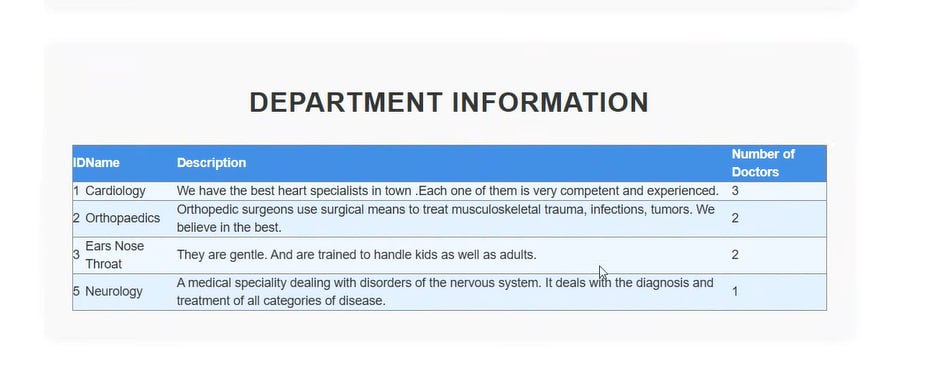 DEPARTMENT INFORMATION
IDName Description Number of
Doctors
1 Cardiology We have the best heart specialists in town .Each one of them is very competent and experienced. 3
2 Orthopaedics Orthopedic surgeons use surgical means to treat musculoskeletal trauma, infections, tumors. We
believe in the best. 2
3 Ears Nose
Throat They are gentle. And are trained to handle kids as well as adults. 2
5 Neurology A medical speciality dealing with disorders of the nervous system. It deals with the diagnosis and
treatment of all categories of disease. 1